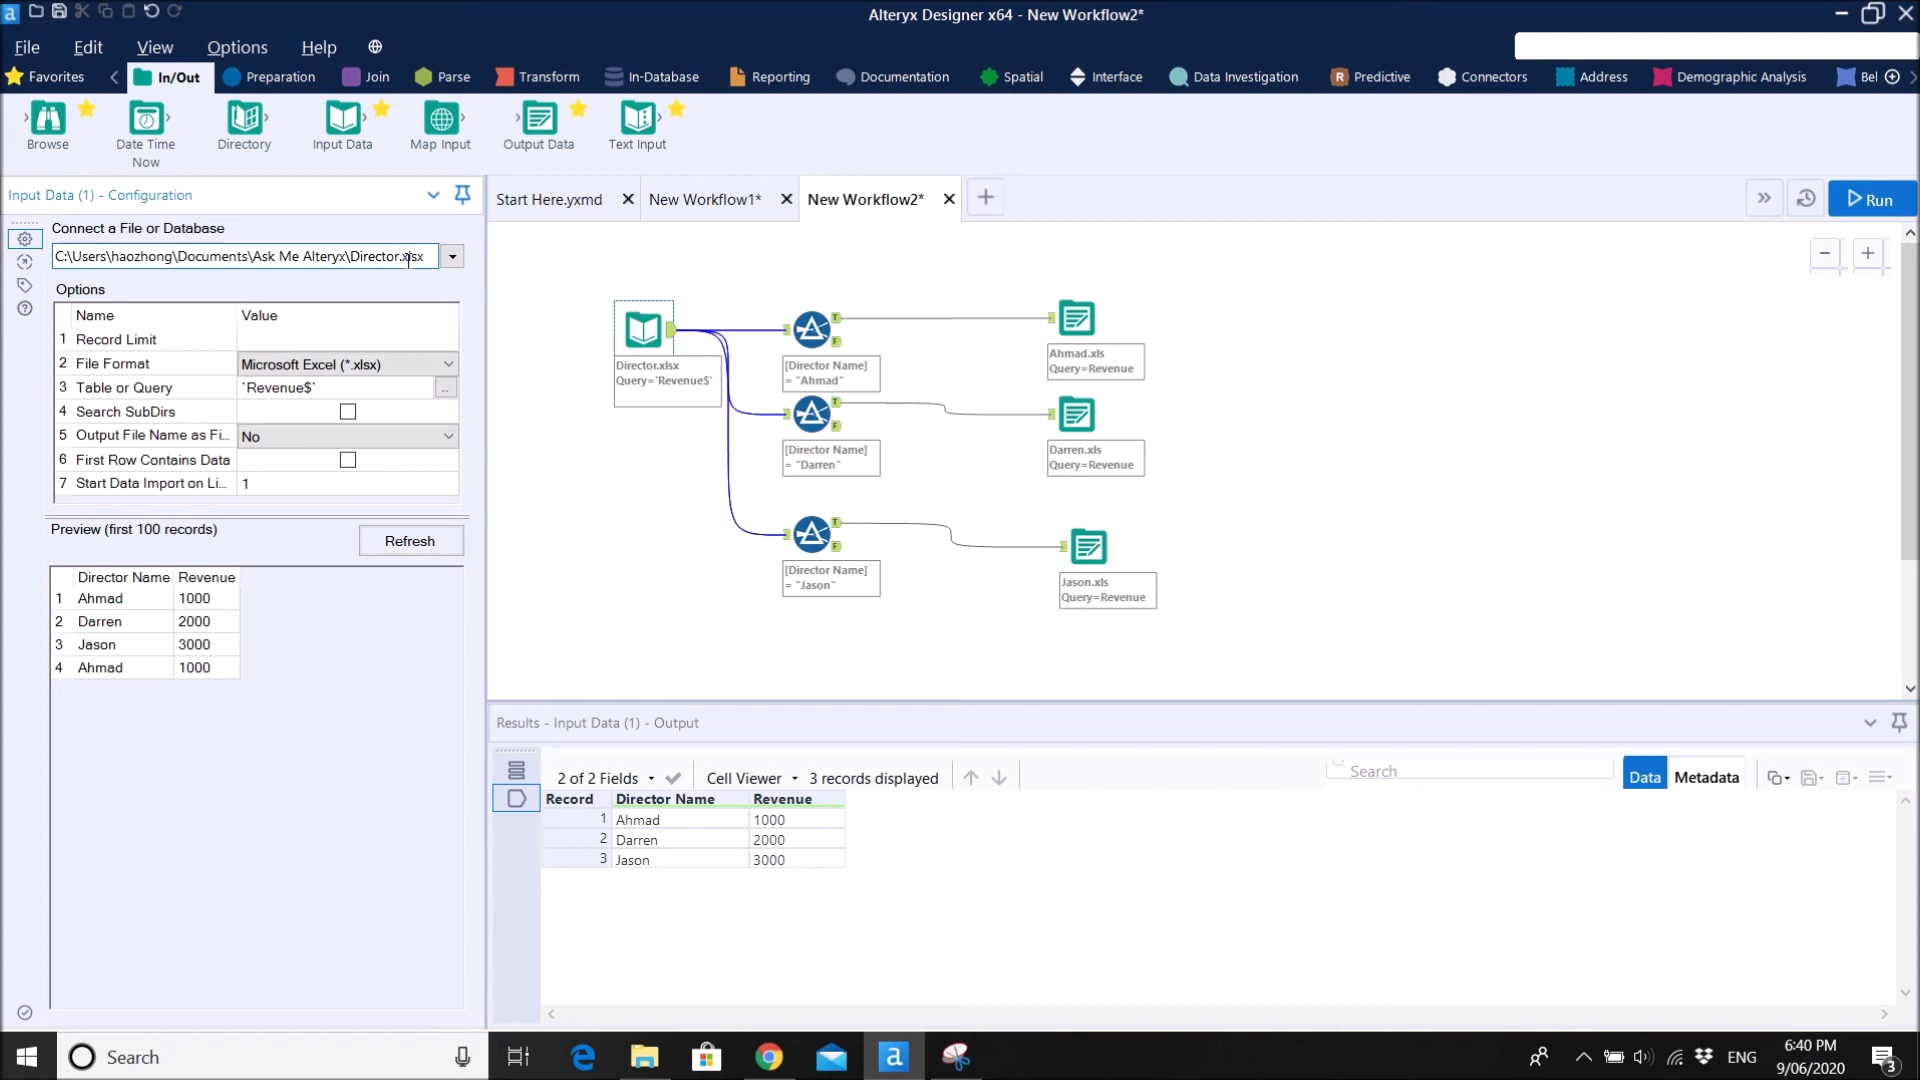 Alteryx Designer x64 - New Workflow2*
File Edit View Options Help
Favorites In/Out Preparation Join Parse Transform In-Database Reporting Documentation Spatial Interface Data Investigation Predictive Connectors Address Demographic Analysis Bel
Browse Date Time Now Directory Input Data Map Input Output Data Text Input
Input Data (1) - Configuration
Start Here.yxmd New Workflow1* New Workflow2*
Run
Connect a File or Database
C:\Users\haozhong\Documents\Ask Me Alteryx\Director.xlsx
Options
Name Value
1 Record Limit
2 File Format Microsoft Excel (*.xlsx)
3 Table or Query `Revenue$` ..
4 Search SubDirs
5 Output File Name as Fi... No
6 First Row Contains Data
7 Start Data Import on Li... 1
Preview (first 100 records)
Refresh
Director Name Revenue
1 Ahmad 1000
2 Darren 2000
3 Jason 3000
4 Ahmad 1000
Director.xlsx
Query=`Revenue$`
T
F
[Director Name]
= "Ahmad"
Ahmad.xls
Query=Revenue
T
F
[Director Name]
= "Darren"
Darren.xls
Query=Revenue
T
F
[Director Name]
= "Jason"
Jason.xls
Query=Revenue
Results - Input Data (1) - Output
2 of 2 Fields Cell Viewer 3 records displayed Search Data Metadata
Record Director Name Revenue
1 Ahmad 1000
2 Darren 2000
3 Jason 3000
Search
a
ENG
6:40 PM
9/06/2020
3